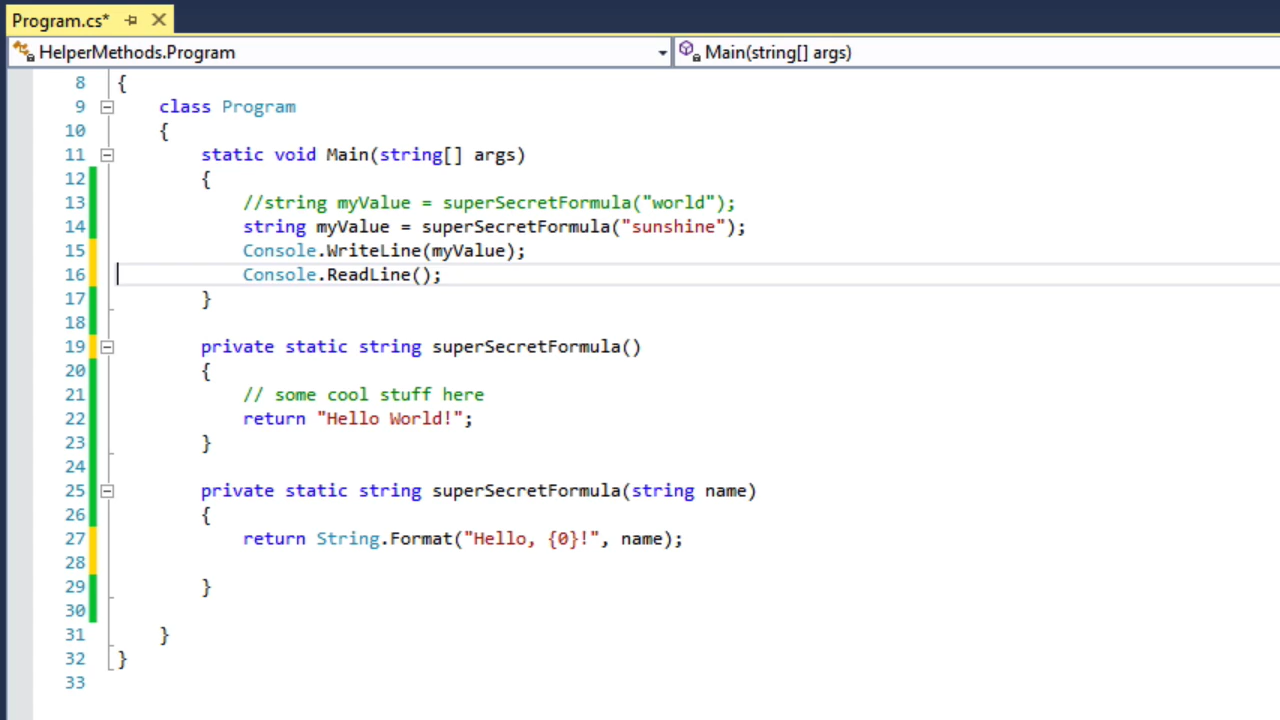 Program.cs*
HelperMethods.Program
Main(string[] args)
8 {
9 class Program
10 {
11 static void Main(string[] args)
12 {
13 //string myValue = superSecretFormula("world");
14 string myValue = superSecretFormula("sunshine");
15 Console.WriteLine(myValue);
16 Console.ReadLine();
17 }
18
19 private static string superSecretFormula()
20 {
21 // some cool stuff here
22 return "Hello World!";
23 }
24
25 private static string superSecretFormula(string name)
26 {
27 return String.Format("Hello, {0}!", name);
28
29 }
30
31 }
32 }
33